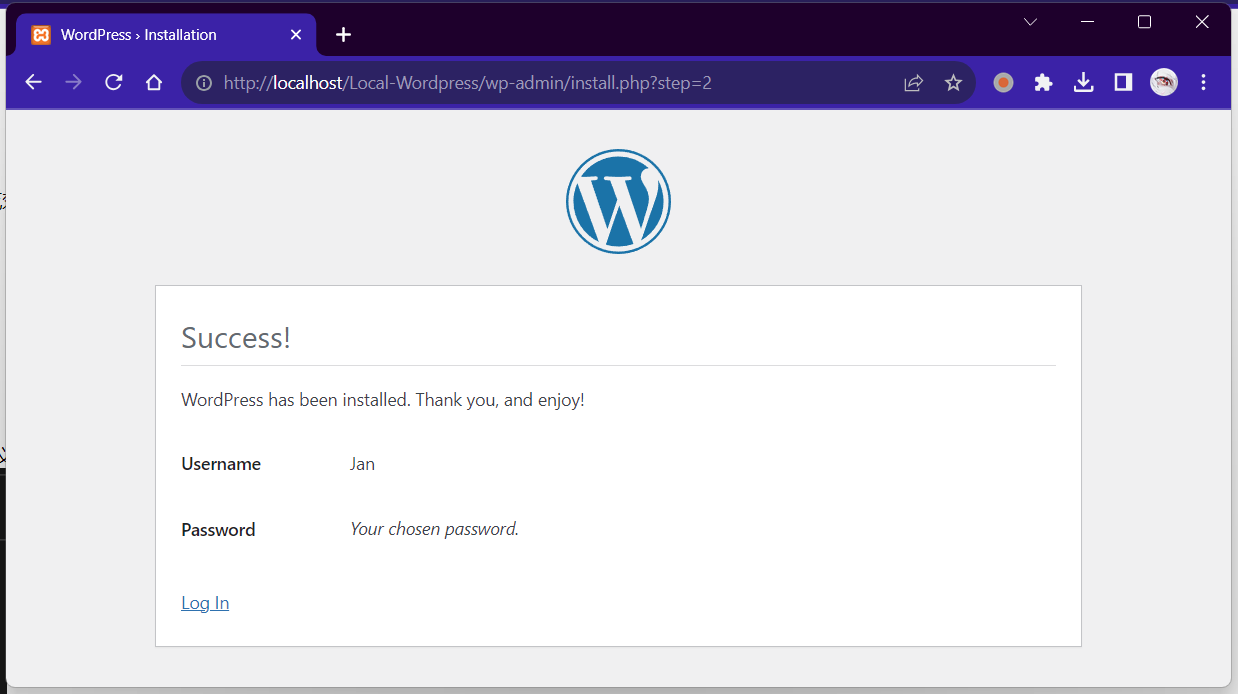 WordPress › Installation
http://localhost/Local-Wordpress/wp-admin/install.php?step=2
Success!
WordPress has been installed. Thank you, and enjoy!
Username Jan
Password Your chosen password.
Log In